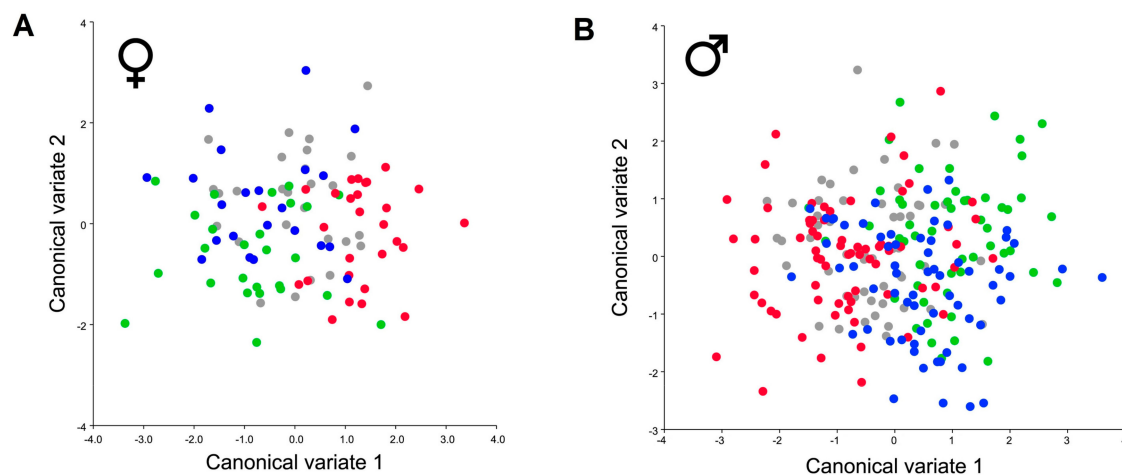 A
♀
4
2
0
-2
-4.0
Canonical variate 2
-4.0 -3.0 -2.0 -1.0 0.0 1.0 2.0 3.0 4.0
Canonical variate 1
B
♂
4
3
2
1
0
-1
-2
-3
Canonical variate 2
-4 -3 -2 -1 0 1 2 3 4
Canonical variate 1